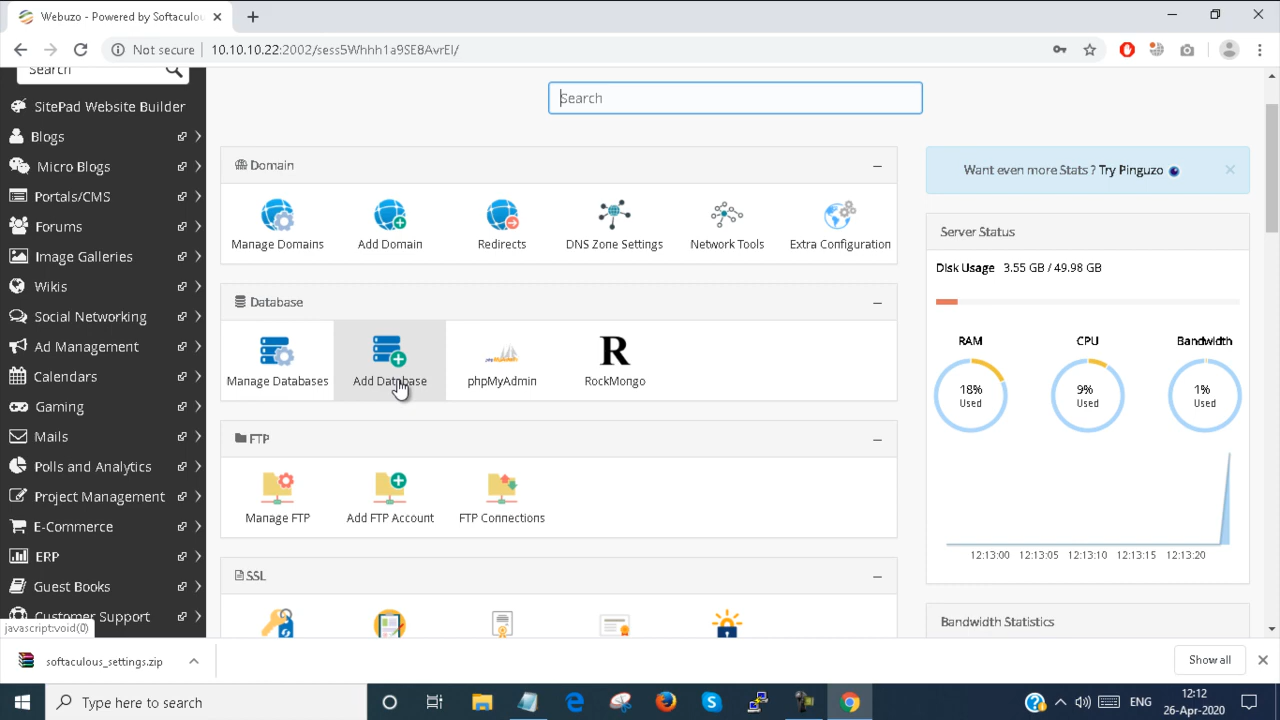 Webuzo - Powered by Softaculou
Not secure
10.10.10.22:2002/sess5Whhh1a9SE8AvrEl/
Search
SitePad Website Builder
Blogs
Micro Blogs
Portals/CMS
Forums
Image Galleries
Wikis
Social Networking
Ad Management
Calendars
Gaming
Mails
Polls and Analytics
Project Management
E-Commerce
ERP
Guest Books
Customer Support
javascript:void(0)
Search
Domain
Manage Domains
Add Domain
Redirects
DNS Zone Settings
Network Tools
Extra Configuration
Database
Manage Databases
Add Database
phpMyAdmin
R
RockMongo
FTP
Manage FTP
Add FTP Account
FTP Connections
SSL
Want even more Stats ? Try Pinguzo
Server Status
Disk Usage 3.55 GB / 49.98 GB
RAM
CPU
Bandwidth
18%
Used
9%
Used
1%
Used
12:13:00 12:13:05 12:13:10 12:13:15 12:13:20
Bandwidth Statistics
softaculous_settings.zip
Show all
Type here to search
ENG
12:12
26-Apr-2020